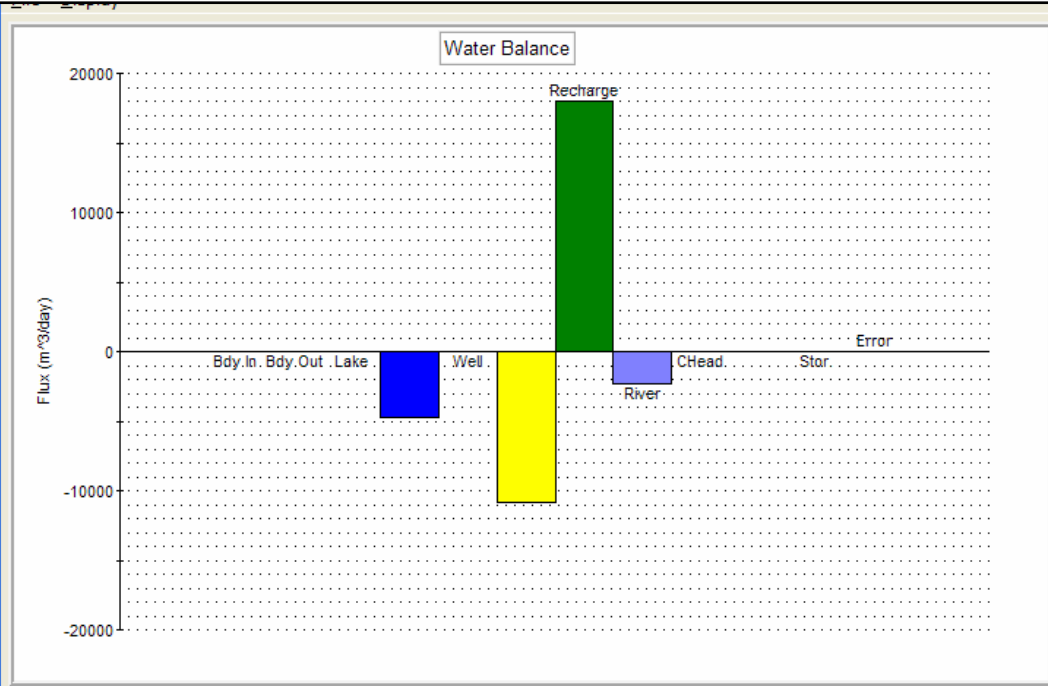 Water Balance
20000
Recharge
10000
Flux (m^3/day)
0
Error
Bdy.In. Bdy.Out .Lake Well CHead. Stor.
River
-10000
-20000